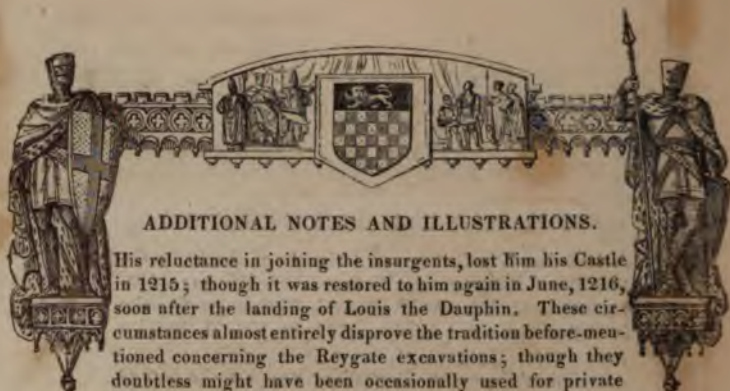 ADDITIONAL NOTES AND ILLUSTRATIONS.
His reluctance in joining the insurgents, lost him his Castle
in 1215; though it was restored to him again in June, 1216,
soon after the landing of Louis the Dauphin. These cir-
cumstances almost entirely disprove the tradition before-men-
tioned concerning the Reygate excavations; though they
doubtless might have been occasionally used for private